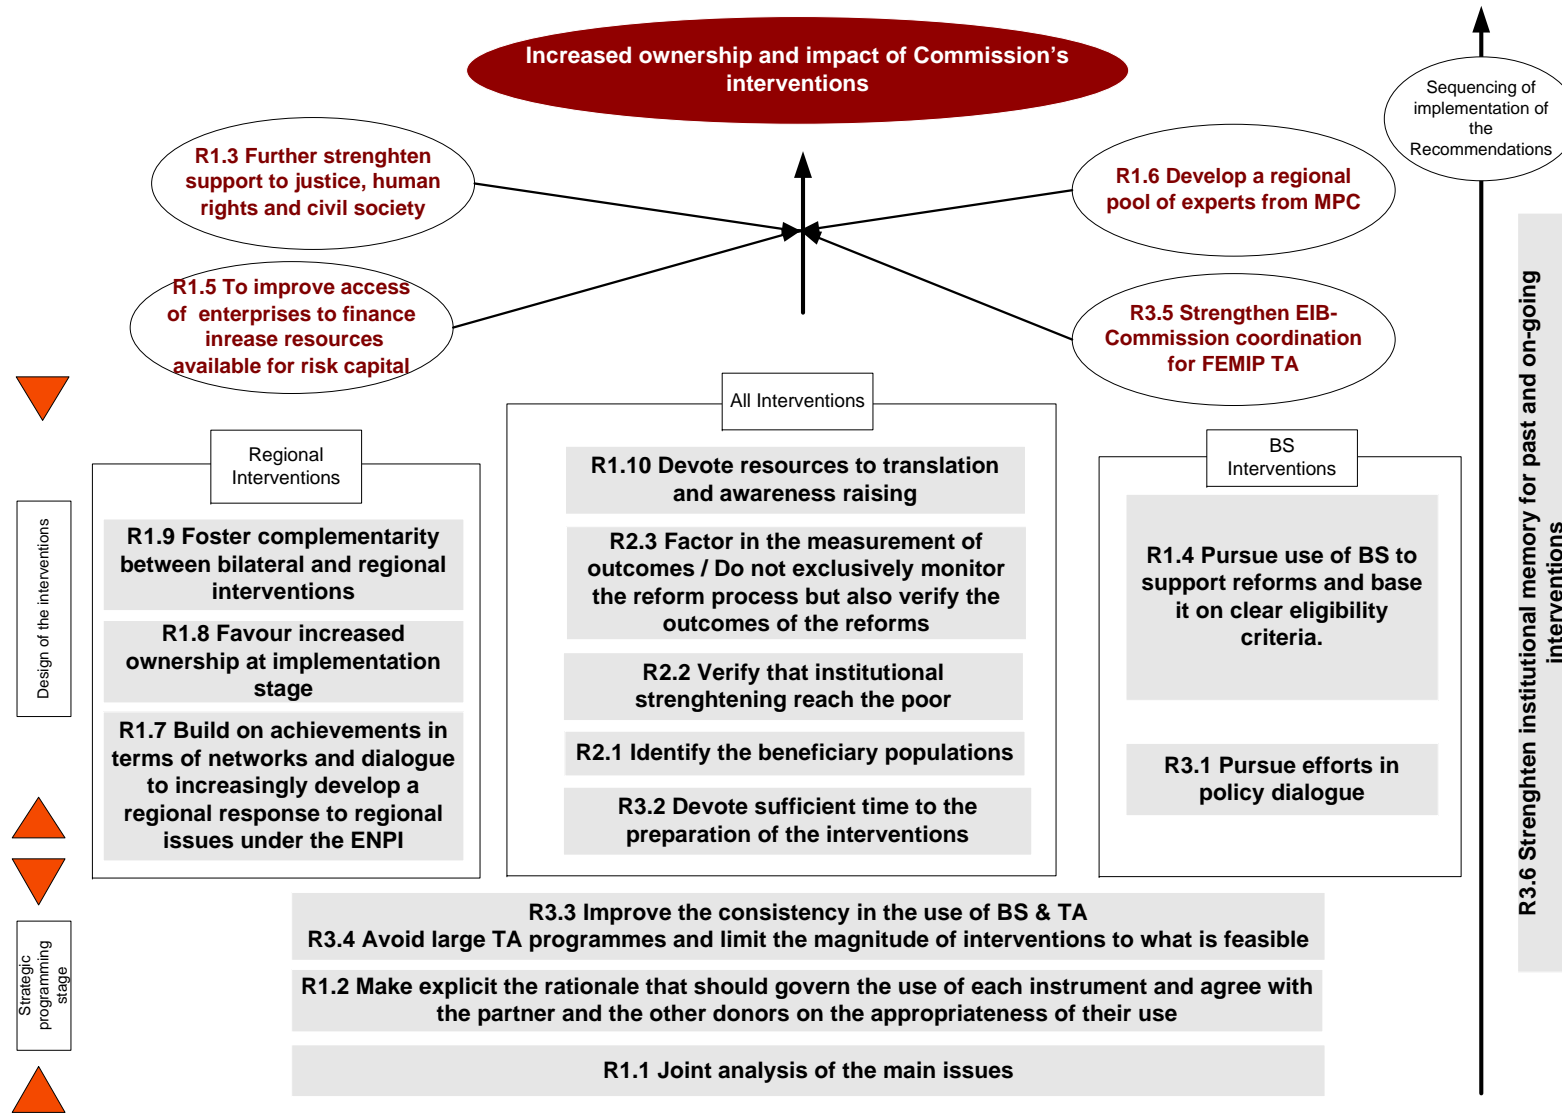 Increased ownership and impact of Commission's
interventions
Sequencing of
implementation of
the
Recommendations
R1.3 Further strenghten
support to justice, human
rights and civil society
R1.6 Develop a regional
pool of experts from MPC
R1.5 To improve access
of enterprises to finance
inrease resources
available for risk capital
R3.5 Strengthen EIB-
Commission coordination
for FEMIP TA
Design of the interventions
Regional
Interventions
R1.9 Foster complementarity
between bilateral and regional
interventions
R1.8 Favour increased
ownership at implementation
stage
R1.7 Build on achievements in
terms of networks and dialogue
to increasingly develop a
regional response to regional
issues under the ENPI
All Interventions
R1.10 Devote resources to translation
and awareness raising
R2.3 Factor in the measurement of
outcomes / Do not exclusively monitor
the reform process but also verify the
outcomes of the reforms
R2.2 Verify that institutional
strenghtening reach the poor
R2.1 Identify the beneficiary populations
R3.2 Devote sufficient time to the
preparation of the interventions
BS
Interventions
R1.4 Pursue use of BS to
support reforms and base
it on clear eligibility
criteria.
R3.1 Pursue efforts in
policy dialogue
R3.6 Strenghten institutional memory for past and on-going
interventions
Strategic
programming
stage
R3.3 Improve the consistency in the use of BS & TA
R3.4 Avoid large TA programmes and limit the magnitude of interventions to what is feasible
R1.2 Make explicit the rationale that should govern the use of each instrument and agree with
the partner and the other donors on the appropriateness of their use
R1.1 Joint analysis of the main issues